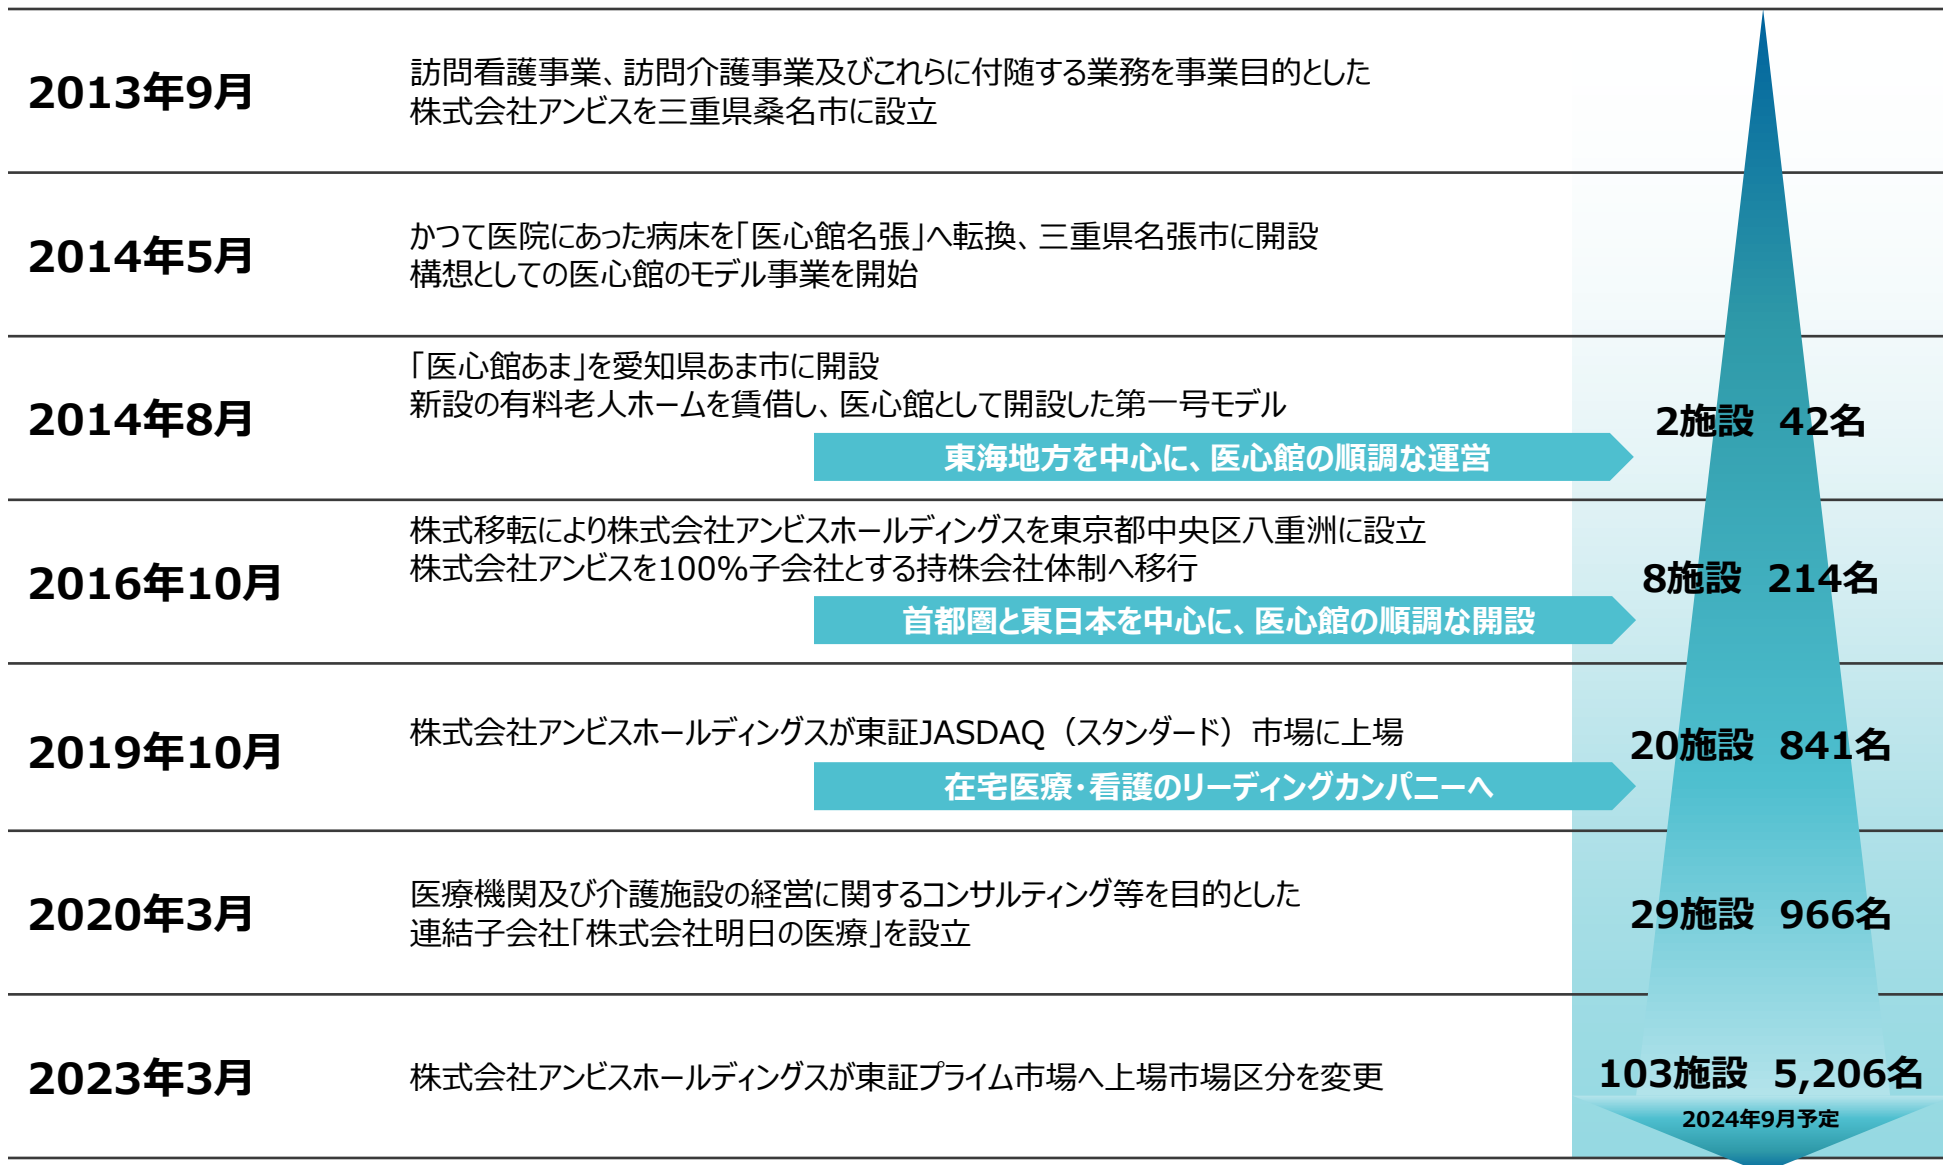 2013年9月
訪問看護事業、訪問介護事業及びこれらに付随する業務を事業目的とした
株式会社アンビスを三重県桑名市に設立
2014年5月
かつて医院にあった病床を「医心館名張」へ転換、三重県名張市に開設
構想としての医心館のモデル事業を開始
2014年8月
「医心館あま」を愛知県あま市に開設
新設の有料老人ホームを賃借し、医心館として開設した第一号モデル
東海地方を中心に、医心館の順調な運営
2施設 42名
2016年10月
株式移転により株式会社アンビスホールディングスを東京都中央区八重洲に設立
株式会社アンビスを100%子会社とする持株会社体制へ移行
首都圏と東日本を中心に、医心館の順調な開設
8施設 214名
2019年10月
株式会社アンビスホールディングスが東証JASDAQ（スタンダード）市場に上場
在宅医療・看護のリーディングカンパニーへ
20施設 841名
2020年3月
医療機関及び介護施設の経営に関するコンサルティング等を目的とした
連結子会社「株式会社明日の医療」を設立
29施設 966名
2023年3月
株式会社アンビスホールディングスが東証プライム市場へ上場市場区分を変更
103施設 5,206名
2024年9月予定